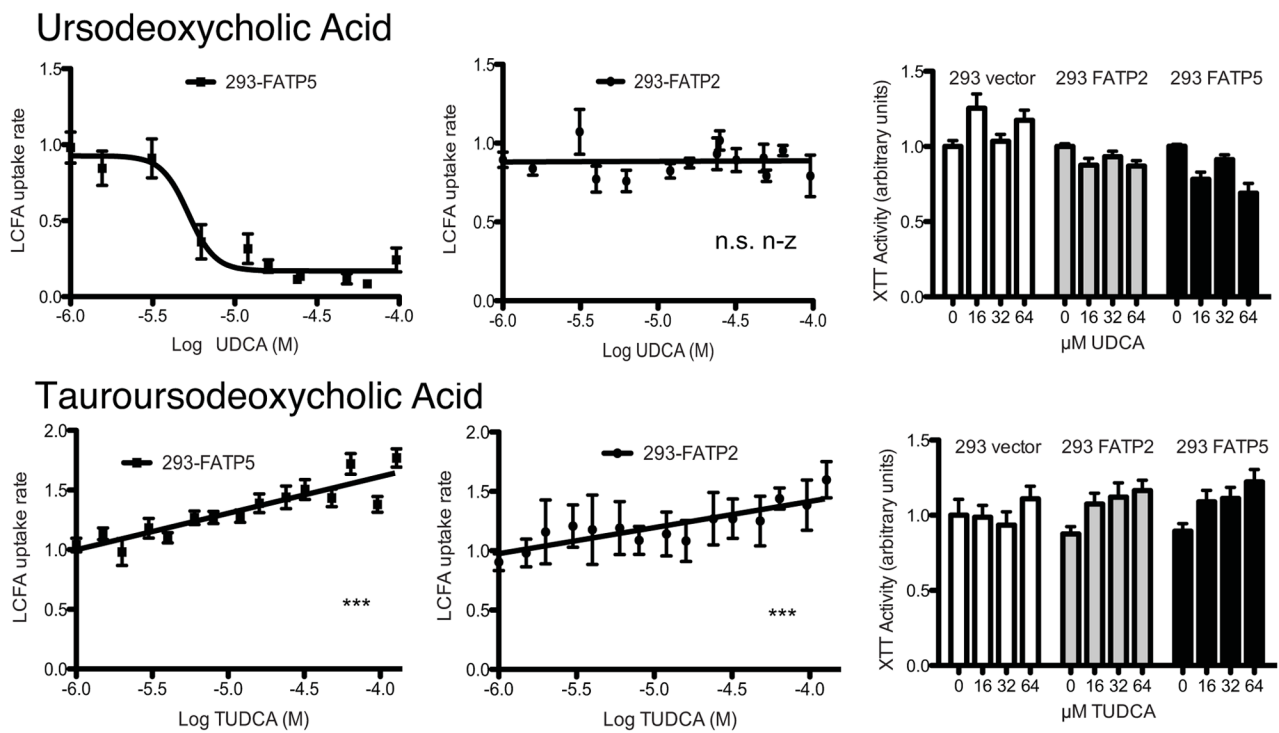 Ursodeoxycholic Acid
1.5
1.0
0.5
0.0
LCFA uptake rate
293-FATP5
-6.0 -5.5 -5.0 -4.5 -4.0
Log UDCA (M)
1.5
1.0
0.5
0.0
LCFA uptake rate
293-FATP2
n.s. n-z
-6.0 -5.5 -5.0 -4.5 -4.0
Log UDCA (M)
1.5
1.0
0.5
0.0
XTT Activity (arbitrary units)
293 vector 293 FATP2 293 FATP5
0 16 32 64 0 16 32 64 0 16 32 64
µM UDCA
Tauroursodeoxycholic Acid
2.0
1.5
1.0
0.5
0.0
LCFA uptake rate
293-FATP5
***
-6.0 -5.5 -5.0 -4.5 -4.0
Log TUDCA (M)
2.0
1.5
1.0
0.5
0.0
LCFA uptake rate
293-FATP2
***
-6.0 -5.5 -5.0 -4.5 -4.0
Log TUDCA (M)
1.5
1.0
0.5
0.0
XTT Activity (arbitrary units)
293 vector 293 FATP2 293 FATP5
0 16 32 64 0 16 32 64 0 16 32 64
µM TUDCA